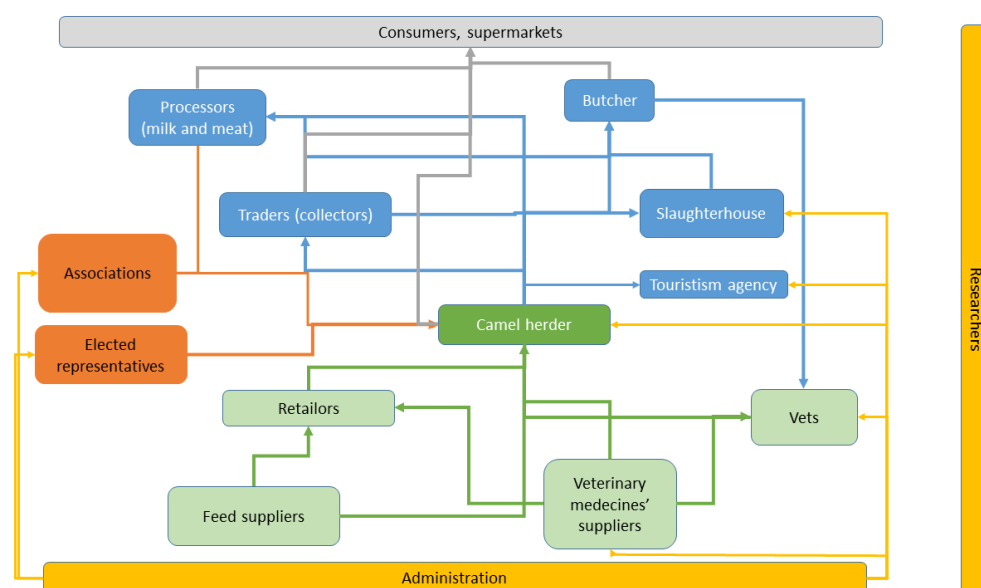 Consumers, supermarkets
Processors
(milk and meat)
Butcher
Traders (collectors)
Slaughterhouse
Associations
Touristism agency
Camel herder
Elected
representatives
Researchers
Retailors
Vets
Feed suppliers
Veterinary
medecines’
suppliers
Administration